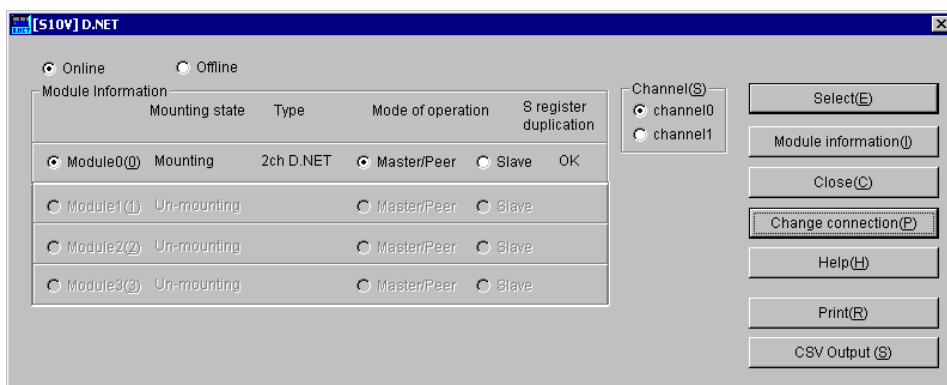 [S10V] D.NET
Online Offline
Module Information
Mounting state Type Mode of operation S register duplication
Module0(0) Mounting 2ch D.NET Master/Peer Slave OK
Module1(1) Un-mounting Master/Peer Slave
Module2(2) Un-mounting Master/Peer Slave
Module3(3) Un-mounting Master/Peer Slave
Channel(S)
channel0
channel1
Select(E)
Module information(I)
Close(C)
Change connection(P)
Help(H)
Print(R)
CSV Output (S)